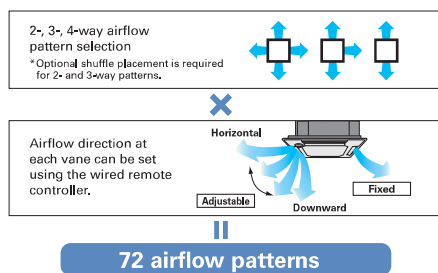 2-, 3-, 4-way airflow
pattern selection
*Optional shuffle placement is required
for 2- and 3-way patterns.
×
Airflow direction at
each vane can be set
using the wired remote
controller.
Horizontal
Adjustable
Downward
Fixed
=
72 airflow patterns